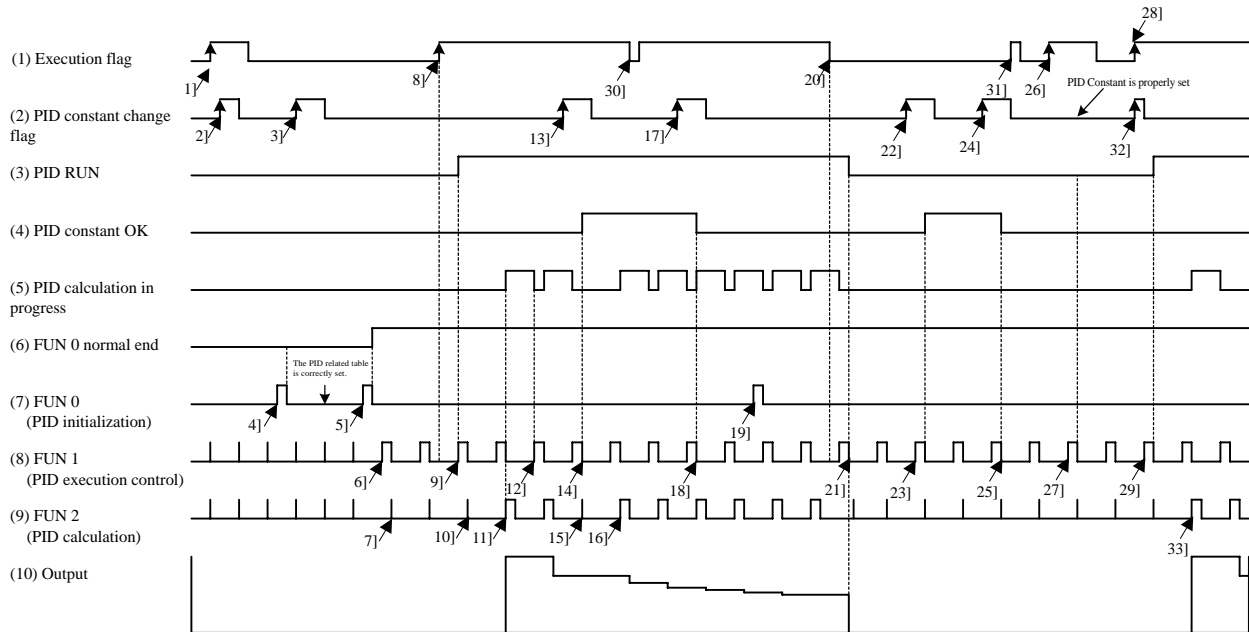 28]
(1) Execution flag
1]
8]
30]
20]
31]
26]
PID Constant is properly set
(2) PID constant change
flag
2]
3]
13]
17]
22]
24]
32]
(3) PID RUN
(4) PID constant OK
(5) PID calculation in
progress
(6) FUN 0 normal end
The PID related table
is correctly set.
(7) FUN 0
(PID initialization)
4]
5]
19]
(8) FUN 1
(PID execution control)
6]
9]
12]
14]
18]
21]
23]
25]
27]
29]
(9) FUN 2
(PID calculation)
7]
10]
11]
15]
16]
33]
(10) Output